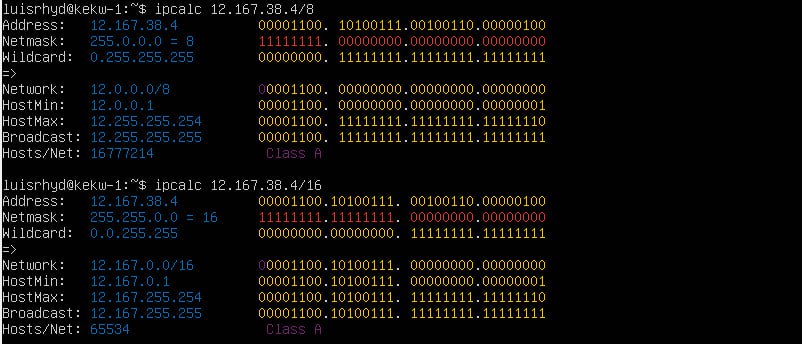 luisrhyd@kekw-1:~$ ipcalc 12.167.38.4/8
Address: 12.167.38.4 00001100. 10100111.00100110.00000100
Netmask: 255.0.0.0 = 8 11111111. 00000000.00000000.00000000
Wildcard: 0.255.255.255 00000000. 11111111.11111111.11111111
=>
Network: 12.0.0.0/8 00001100. 00000000.00000000.00000000
HostMin: 12.0.0.1 00001100. 00000000.00000000.00000001
HostMax: 12.255.255.254 00001100. 11111111.11111111.11111110
Broadcast: 12.255.255.255 00001100. 11111111.11111111.11111111
Hosts/Net: 16777214 Class A
luisrhyd@kekw-1:~$ ipcalc 12.167.38.4/16
Address: 12.167.38.4 00001100.10100111. 00100110.00000100
Netmask: 255.255.0.0 = 16 11111111.11111111. 00000000.00000000
Wildcard: 0.0.255.255 00000000.00000000. 11111111.11111111
=>
Network: 12.167.0.0/16 00001100.10100111. 00000000.00000000
HostMin: 12.167.0.1 00001100.10100111. 00000000.00000001
HostMax: 12.167.255.254 00001100.10100111. 11111111.11111110
Broadcast: 12.167.255.255 00001100.10100111. 11111111.11111111
Hosts/Net: 65534 Class A